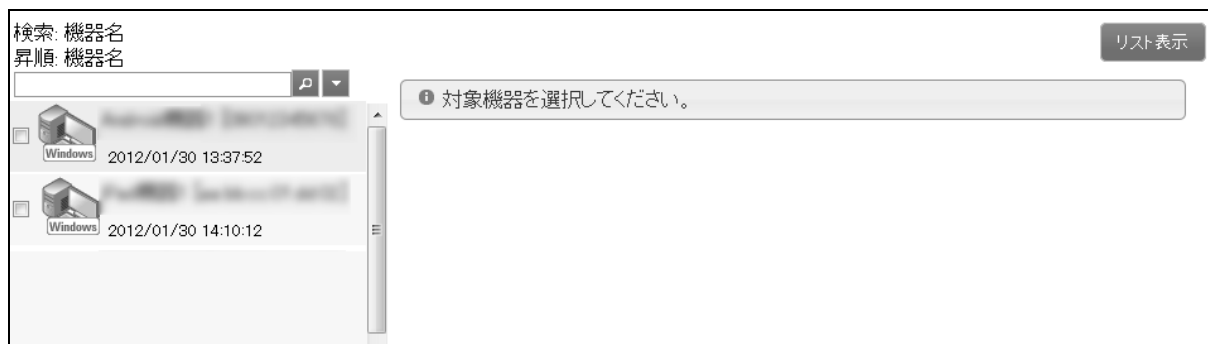 検索: 機器名
昇順: 機器名
リスト表示
対象機器を選択してください。
Windows
2012/01/30 13:37:52
Windows
2012/01/30 14:10:12